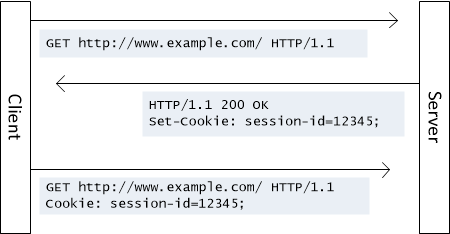 Client
GET http://www.example.com/ HTTP/1.1
HTTP/1.1 200 OK
Set-Cookie: session-id=12345;
GET http://www.example.com/ HTTP/1.1
Cookie: session-id=12345;
Server